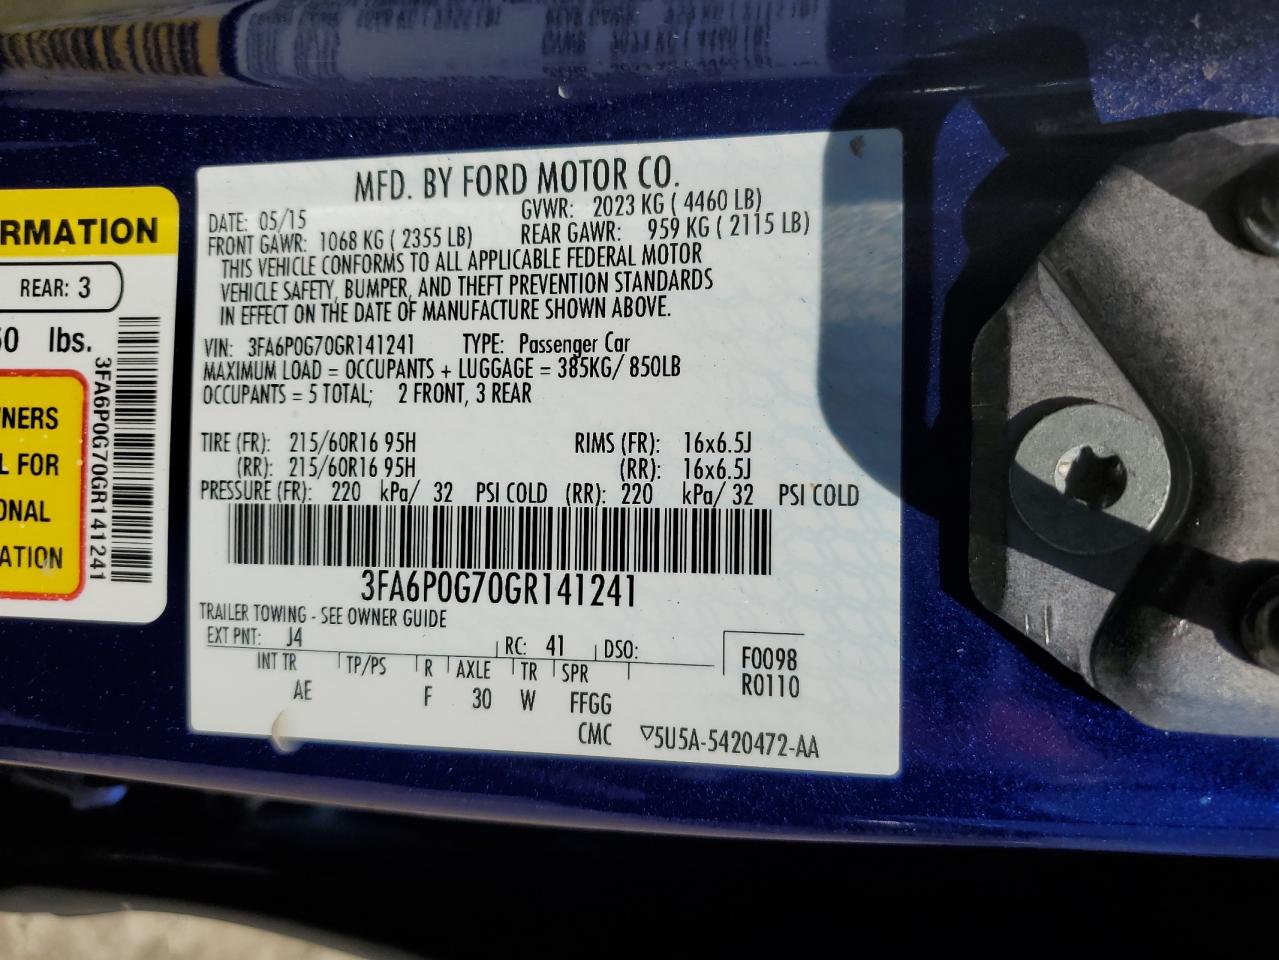 MFD. BY FORD MOTOR CO.
DATE: 05/15 GVWR: 2023 KG ( 4460 LB)
FRONT GAWR: 1068 KG ( 2355 LB) REAR GAWR: 959 KG ( 2115 LB)
THIS VEHICLE CONFORMS TO ALL APPLICABLE FEDERAL MOTOR
VEHICLE SAFETY, BUMPER, AND THEFT PREVENTION STANDARDS
IN EFFECT ON THE DATE OF MANUFACTURE SHOWN ABOVE.
VIN: 3FA6P0G70GR141241 TYPE: Passenger Car
MAXIMUM LOAD = OCCUPANTS + LUGGAGE = 385KG/ 850LB
OCCUPANTS = 5 TOTAL; 2 FRONT, 3 REAR
TIRE (FR): 215/60R16 95H RIMS (FR): 16x6.5J
(RR): 215/60R16 95H (RR): 16x6.5J
PRESSURE (FR): 220 kPa/ 32 PSI COLD (RR): 220 kPa/ 32 PSI COLD
3FA6P0G70GR141241
TRAILER TOWING - SEE OWNER GUIDE
EXT PNT: J4 RC: 41 DSO:
INT TR TP/PS R AXLE TR SPR
AE F 30 W FFGG
F0098
R0110
CMC ▽5U5A-5420472-AA
RMATION
REAR: 3
50 lbs.
3FA6P0G70GR141241
NERS
L FOR
ONAL
ATION